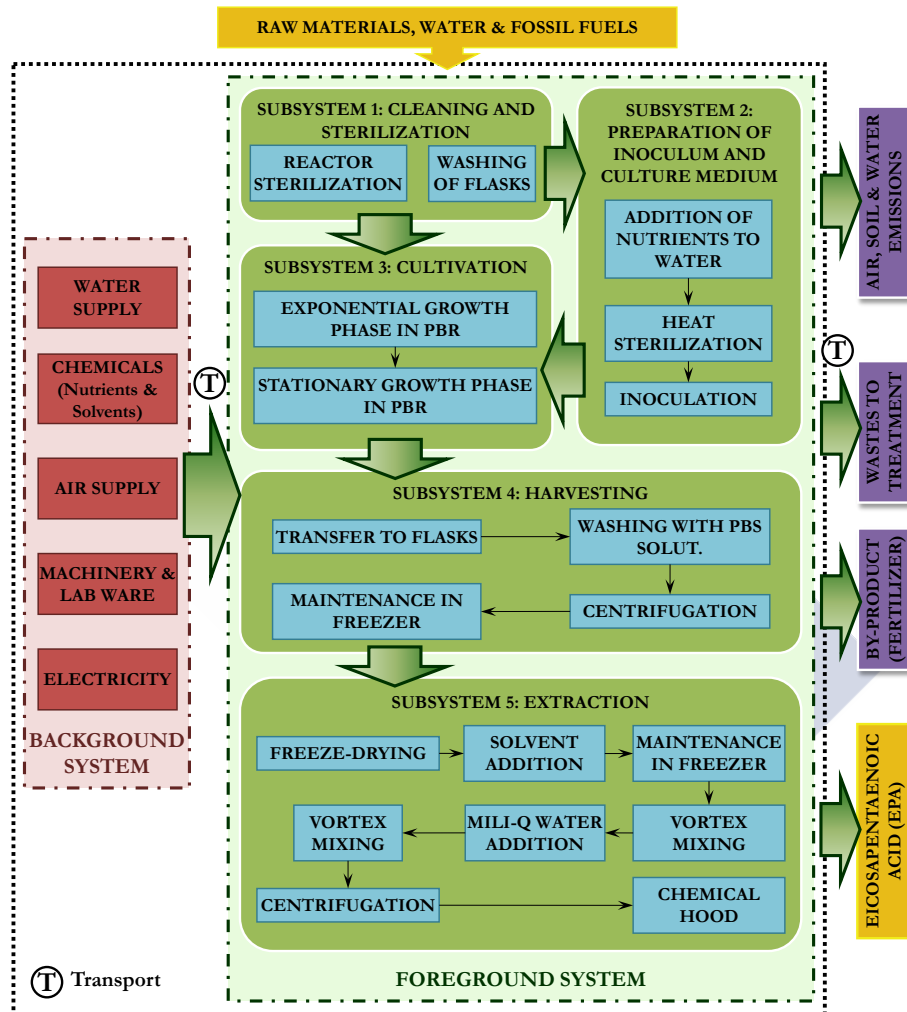 RAW MATERIALS, WATER & FOSSIL FUELS
SUBSYSTEM 1: CLEANING AND
STERILIZATION
REACTOR
STERILIZATION
WASHING
OF FLASKS
SUBSYSTEM 2:
PREPARATION OF
INOCULUM AND
CULTURE MEDIUM
ADDITION OF
NUTRIENTS TO
WATER
HEAT
STERILIZATION
INOCULATION
SUBSYSTEM 3: CULTIVATION
EXPONENTIAL GROWTH
PHASE IN PBR
STATIONARY GROWTH PHASE
IN PBR
WATER
SUPPLY
CHEMICALS
(Nutrients &
Solvents)
AIR SUPPLY
MACHINERY &
LAB WARE
ELECTRICITY
BACKGROUND
SYSTEM
T
SUBSYSTEM 4: HARVESTING
TRANSFER TO FLASKS
WASHING WITH PBS
SOLUT.
CENTRIFUGATION
MAINTENANCE IN
FREEZER
SUBSYSTEM 5: EXTRACTION
FREEZE-DRYING
SOLVENT
ADDITION
MAINTENANCE
IN FREEZER
VORTEX
MIXING
MILI-Q WATER
ADDITION
VORTEX
MIXING
CENTRIFUGATION
CHEMICAL
HOOD
FOREGROUND SYSTEM
T
AIR, SOIL & WATER
EMISSIONS
WASTES TO
TREATMENT
BY-PRODUCT
(FERTILIZER)
EICOSAPENTAENOIC
ACID (EPA)
T Transport